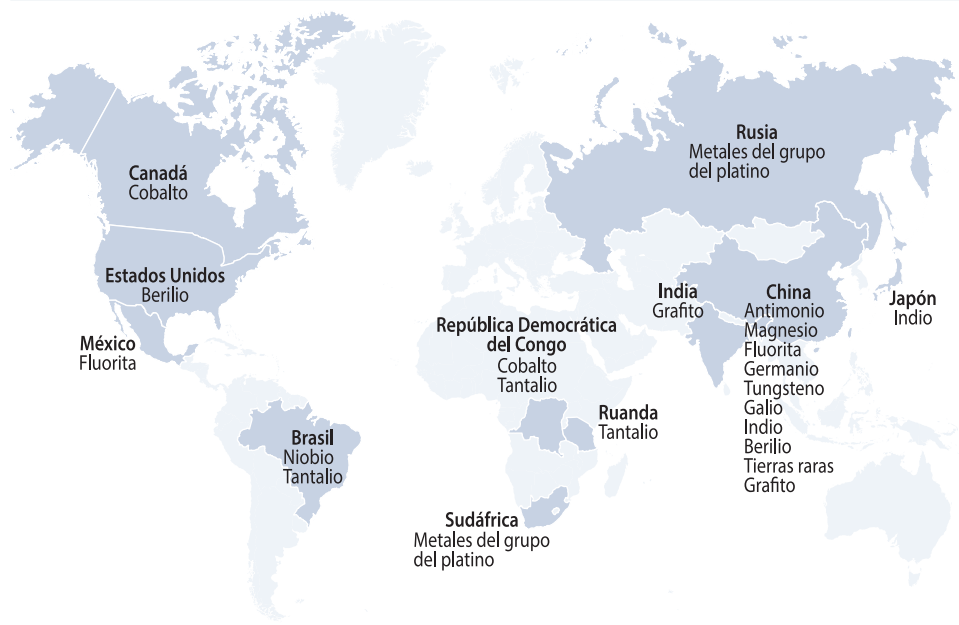 Canadá
Cobalto
Estados Unidos
Berilio
México
Fluorita
Brasil
Niobio
Tantalio
República Democrática
del Congo
Cobalto
Tantalio
Ruanda
Tantalio
Sudáfrica
Metales del grupo
del platino
Rusia
Metales del grupo
del platino
India
Grafito
China
Antimonio
Magnesio
Fluorita
Germanio
Tungsteno
Galio
Indio
Berilio
Tierras raras
Grafito
Japón
Indio